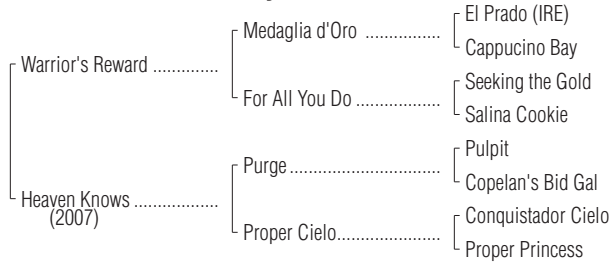 El Prado (IRE)
Medaglia d'Oro ................
Cappucino Bay
Warrior's Reward ..............
Seeking the Gold
For All You Do ..................
Salina Cookie
Pulpit
Purge ..............................
Copelan's Bid Gal
Heaven Knows .................
(2007)
Conquistador Cielo
Proper Cielo.....................
Proper Princess